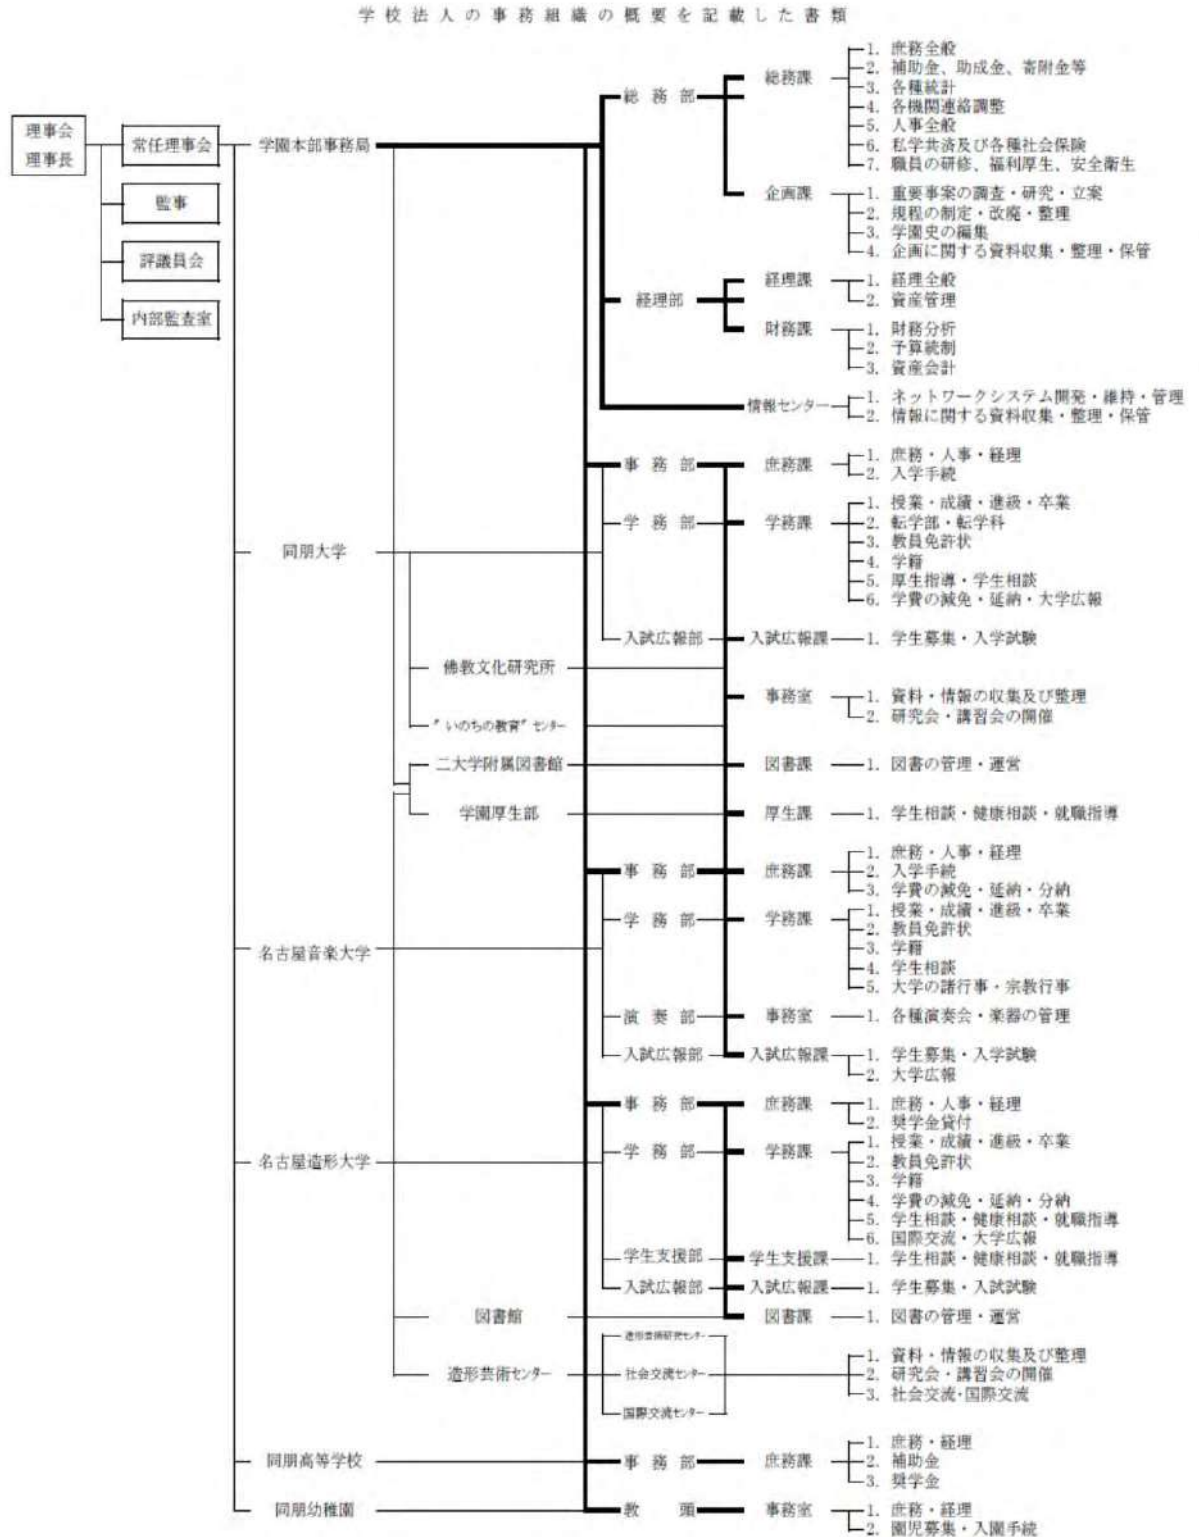 学校法人の事務組織の概要を記載した書類
理事会
理事長
常任理事会
監事
評議員会
内部監査室
学園本部事務局
総務部
総務課
1. 庶務全般
2. 補助金、助成金、寄附金等
3. 各種統計
4. 各機関連絡調整
5. 人事全般
6. 私学共済及び各種社会保険
7. 職員の研修、福利厚生、安全衛生
企画課
1. 重要事案の調査・研究・立案
2. 規程の制定・改廃・整理
3. 学園史の編集
4. 企画に関する資料収集・整理・保管
経理部
経理課
1. 経理全般
2. 資産管理
財務課
1. 財務分析
2. 予算統制
3. 資産会計
情報センター
1. ネットワークシステム開発・維持・管理
2. 情報に関する資料収集・整理・保管
同朋大学
事務部
庶務課
1. 庶務・人事・経理
2. 入学手続
学務部
学務課
1. 授業・成績・進級・卒業
2. 転学部・転学科
3. 教員免許状
4. 学籍
5. 厚生指導・学生相談
6. 学費の減免・延納・大学広報
入試広報部
入試広報課
1. 学生募集・入学試験
佛教文化研究所
"いのちの教育"センター
事務室
1. 資料・情報の収集及び整理
2. 研究会・講習会の開催
二大学附属図書館
図書課
1. 図書の管理・運営
学園厚生部
厚生課
1. 学生相談・健康相談・就職指導
名古屋音楽大学
事務部
庶務課
1. 庶務・人事・経理
2. 入学手続
3. 学費の減免・延納・分納
学務部
学務課
1. 授業・成績・進級・卒業
2. 教員免許状
3. 学籍
4. 学生相談
5. 大学の諸行事・宗教行事
演奏部
事務室
1. 各種演奏会・楽器の管理
入試広報部
入試広報課
1. 学生募集・入学試験
2. 大学広報
名古屋造形大学
事務部
庶務課
1. 庶務・人事・経理
2. 奨学金貸付
学務部
学務課
1. 授業・成績・進級・卒業
2. 教員免許状
3. 学籍
4. 学費の減免・延納・分納
5. 学生相談・健康相談・就職指導
6. 国際交流・大学広報
学生支援部
学生支援課
1. 学生相談・健康相談・就職指導
入試広報部
入試広報課
1. 学生募集・入試試験
図書館
図書課
1. 図書の管理・運営
造形芸術センター
造形芸術研究センター
社会交流センター
国際交流センター
1. 資料・情報の収集及び整理
2. 研究会・講習会の開催
3. 社会交流・国際交流
同朋高等学校
事務部
庶務課
1. 庶務・経理
2. 補助金
3. 奨学金
同朋幼稚園
教頭
事務室
1. 庶務・経理
2. 園児募集・入園手続